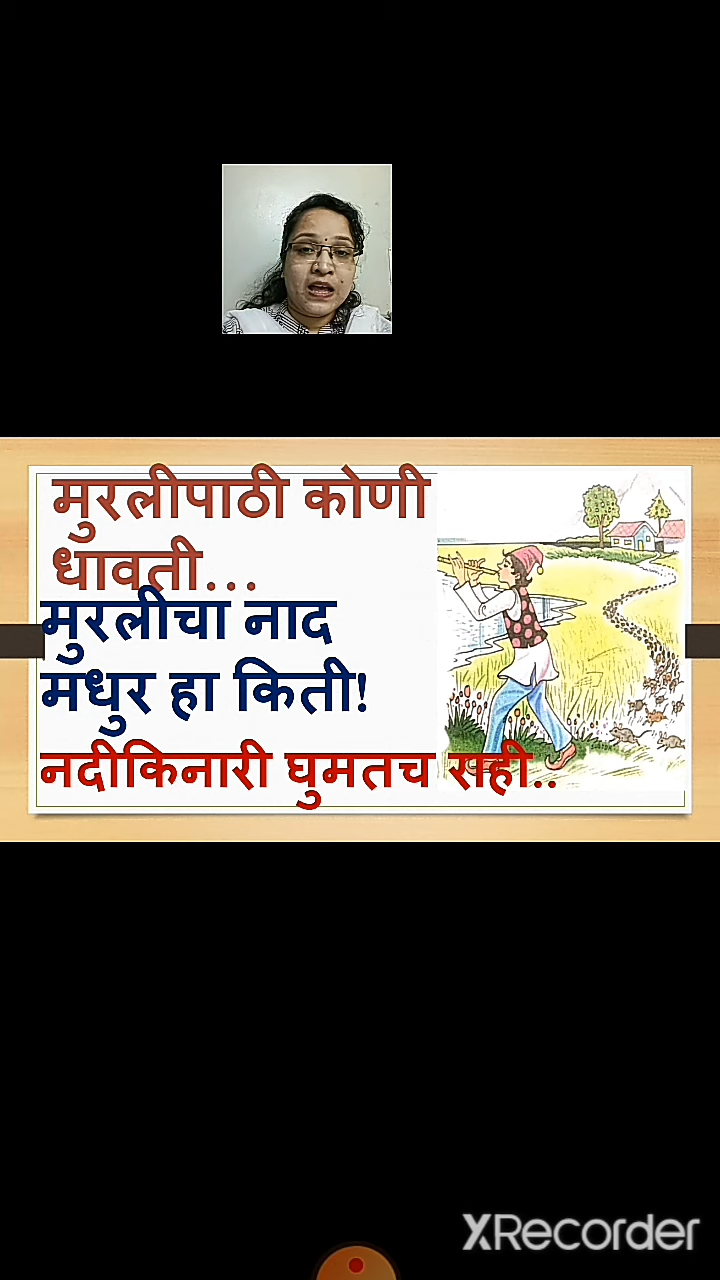 मुरलीपाठी कोणी
धावती...
मुरलीचा नाद
मधुर हा किती!
नदीकिनारी घुमतच राही..
XRecorder